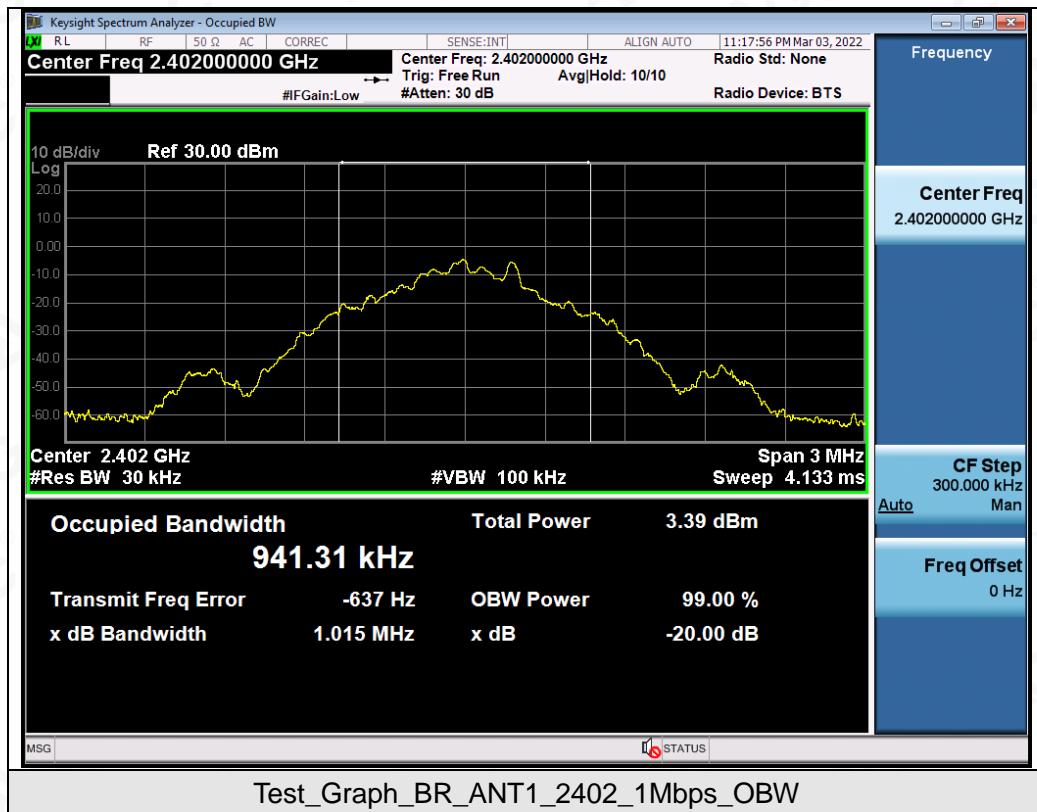 Keysight Spectrum Analyzer - Occupied BW
LXI RL RF 50 Ω AC CORREC SENSE:INT ALIGN AUTO 11:17:56 PM Mar 03, 2022
Center Freq 2.402000000 GHz
Center Freq: 2.402000000 GHz
Radio Std: None
Trig: Free Run Avg|Hold: 10/10
#IFGain:Low
#Atten: 30 dB
Radio Device: BTS
Frequency
10 dB/div Ref 30.00 dBm
Log
20.0
10.0
0.00
-10.0
-20.0
-30.0
-40.0
-50.0
-60.0
Center 2.402 GHz
Span 3 MHz
#Res BW 30 kHz
#VBW 100 kHz
Sweep 4.133 ms
Center Freq
2.402000000 GHz
CF Step
300.000 kHz
Auto Man
Freq Offset
0 Hz
Occupied Bandwidth
Total Power 3.39 dBm
941.31 kHz
Transmit Freq Error -637 Hz
OBW Power 99.00 %
x dB Bandwidth 1.015 MHz
x dB -20.00 dB
MSG
STATUS
Test_Graph_BR_ANT1_2402_1Mbps_OBW